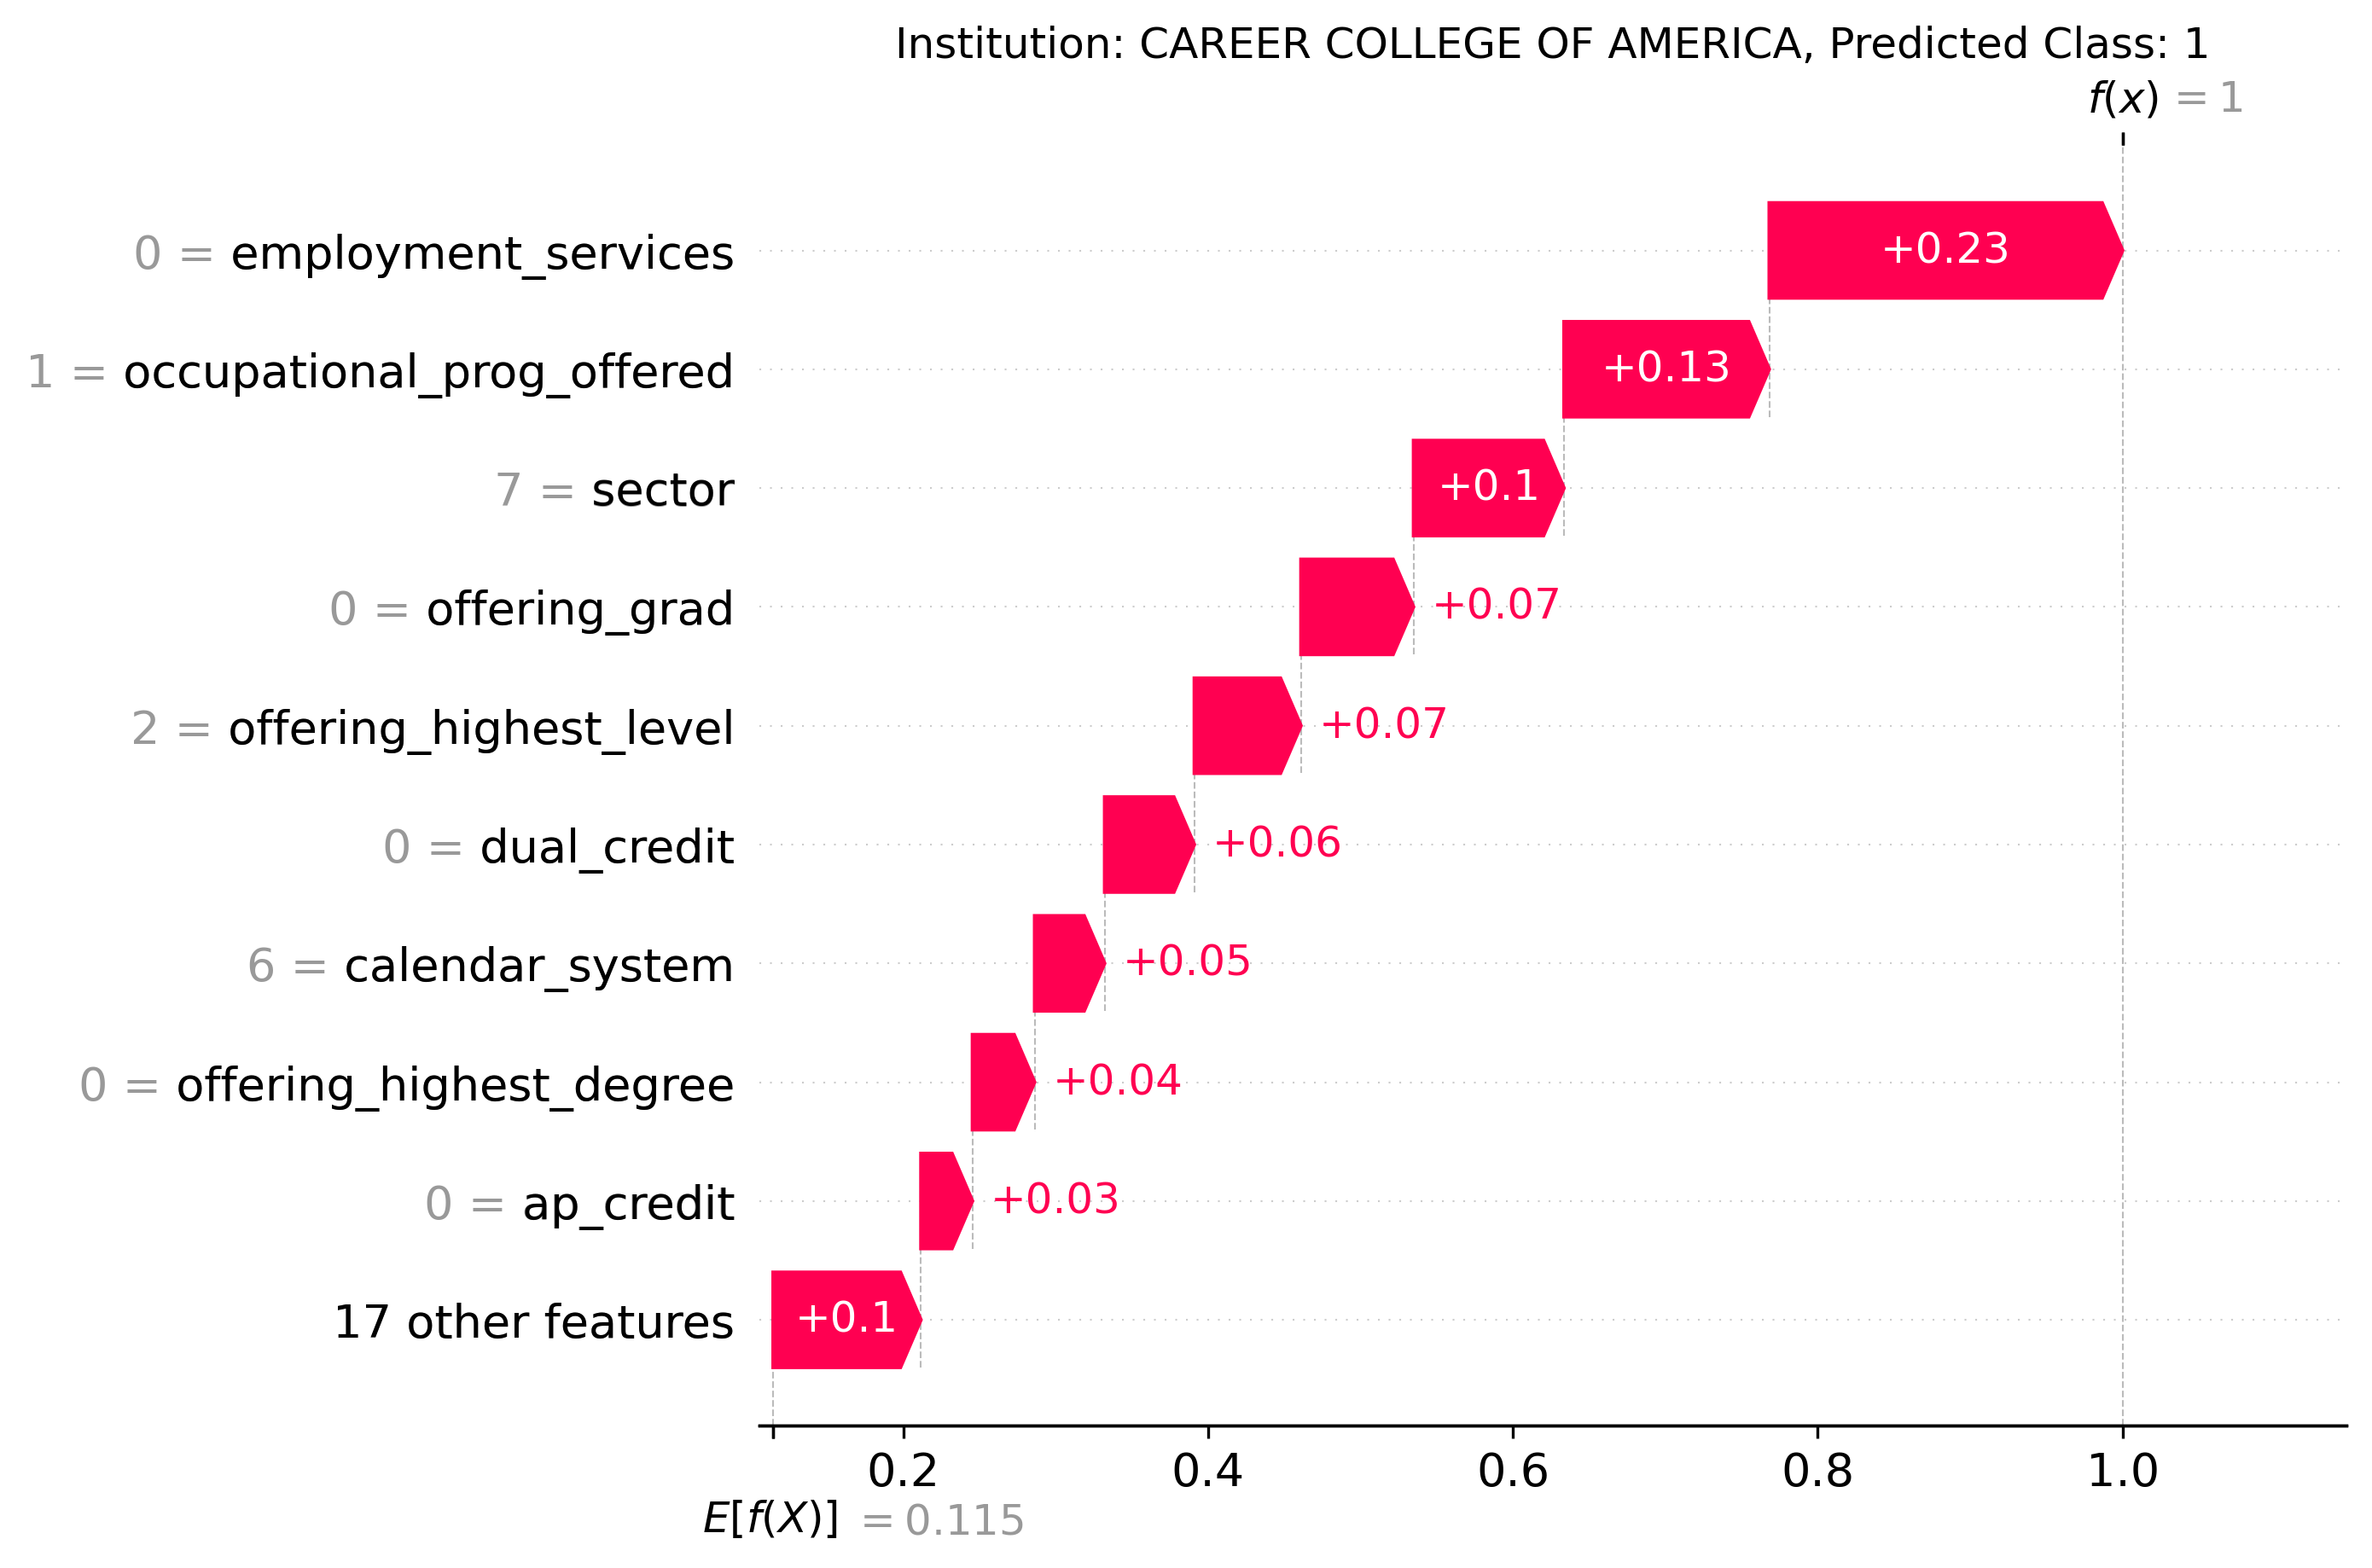 Institution: CAREER COLLEGE OF AMERICA, Predicted Class: 1
f(x) = 1
0 = employment_services +0.23
1 = occupational_prog_offered +0.13
7 = sector +0.1
0 = offering_grad +0.07
2 = offering_highest_level +0.07
0 = dual_credit +0.06
6 = calendar_system +0.05
0 = offering_highest_degree +0.04
0 = ap_credit +0.03
17 other features +0.1
0.2 0.4 0.6 0.8 1.0
E[f(X)] = 0.115